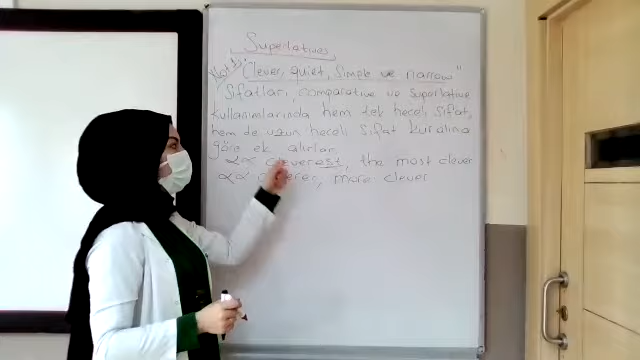 Superlatives
Not: "Clever, quiet, simple ve narrow"
sıfatları, comparative ve superlative
kullanımlarında hem tek heceli sıfat,
hem de uzun heceli sıfat kuralına
göre ek alırlar.
cleverest, the most clever
more clever